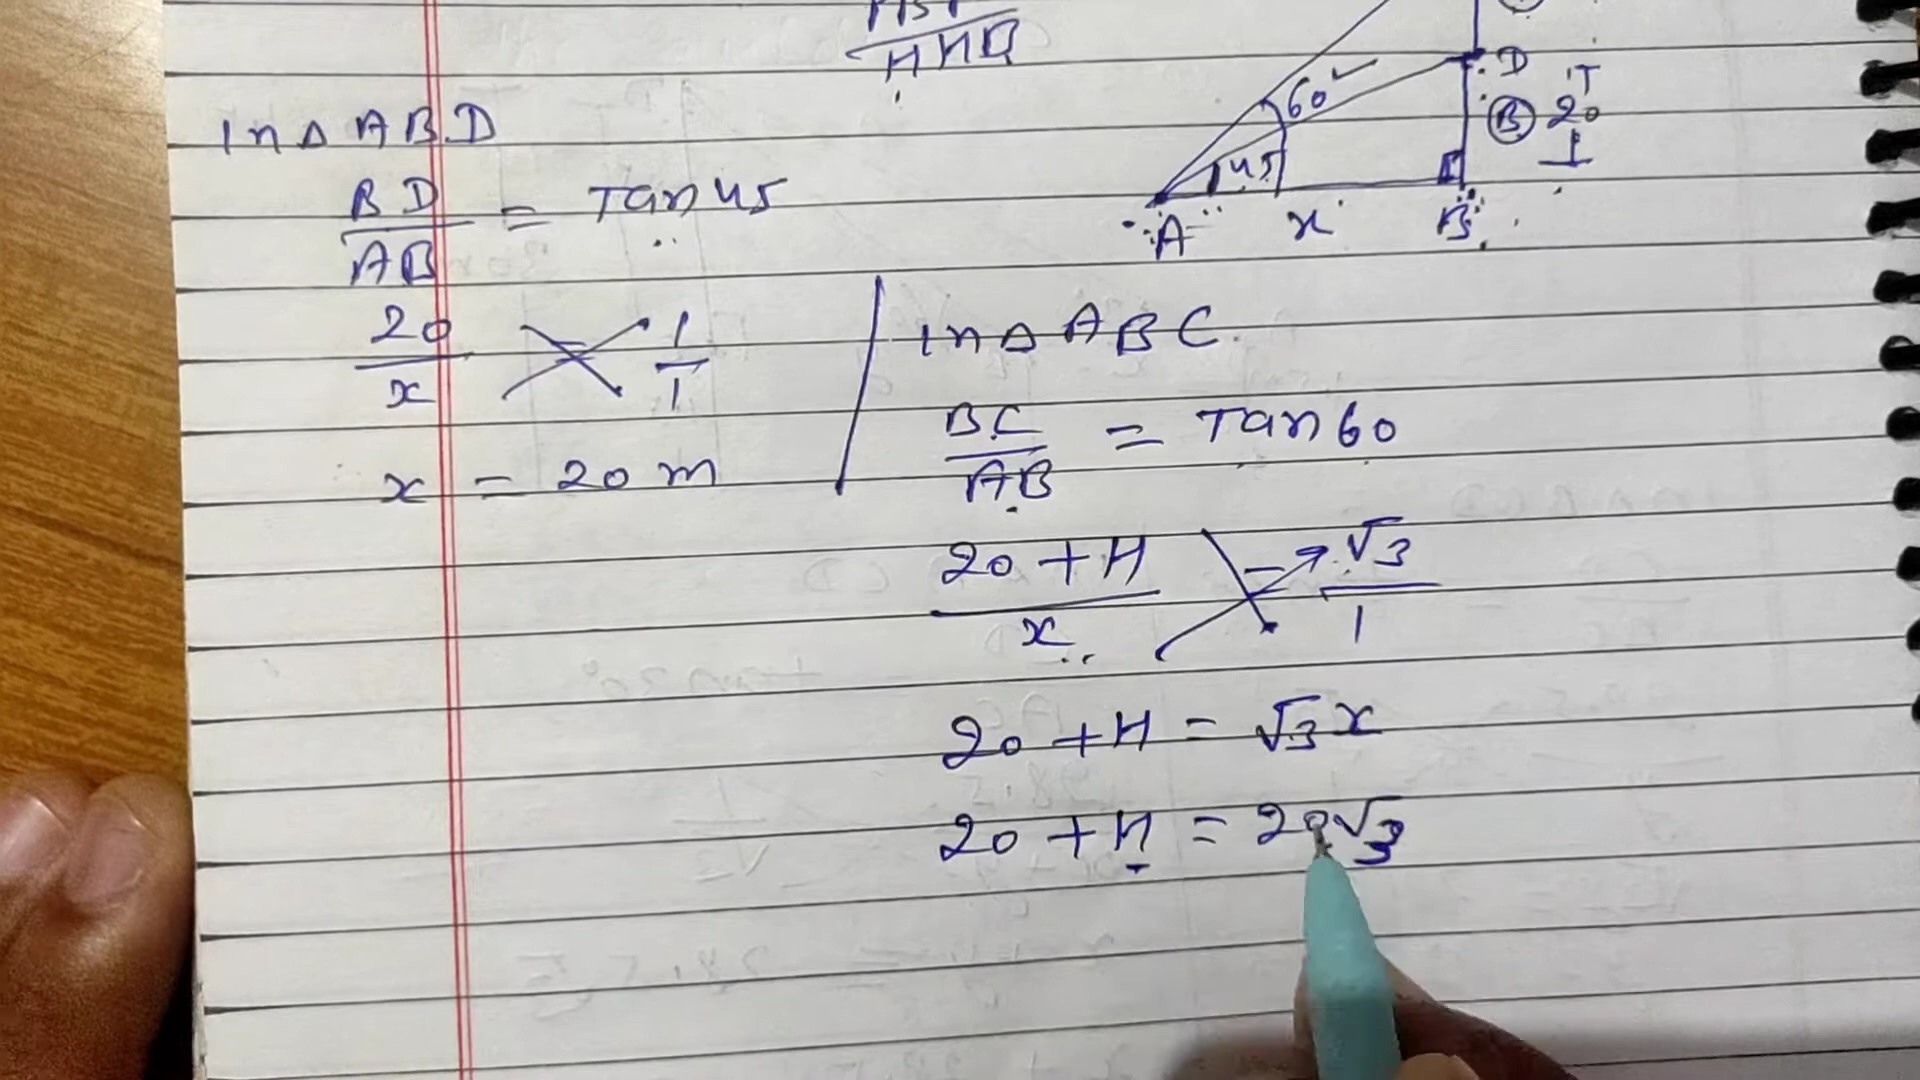 HHB
60
D
B 20
45
A x B
In Δ ABD
BD/AB = Tan 45
20/x = 1/1
x = 20 m
In Δ ABC
BC/AB = Tan 60
20 + H/x = √3/1
20 + H = √3 x
20 + H = 20√3